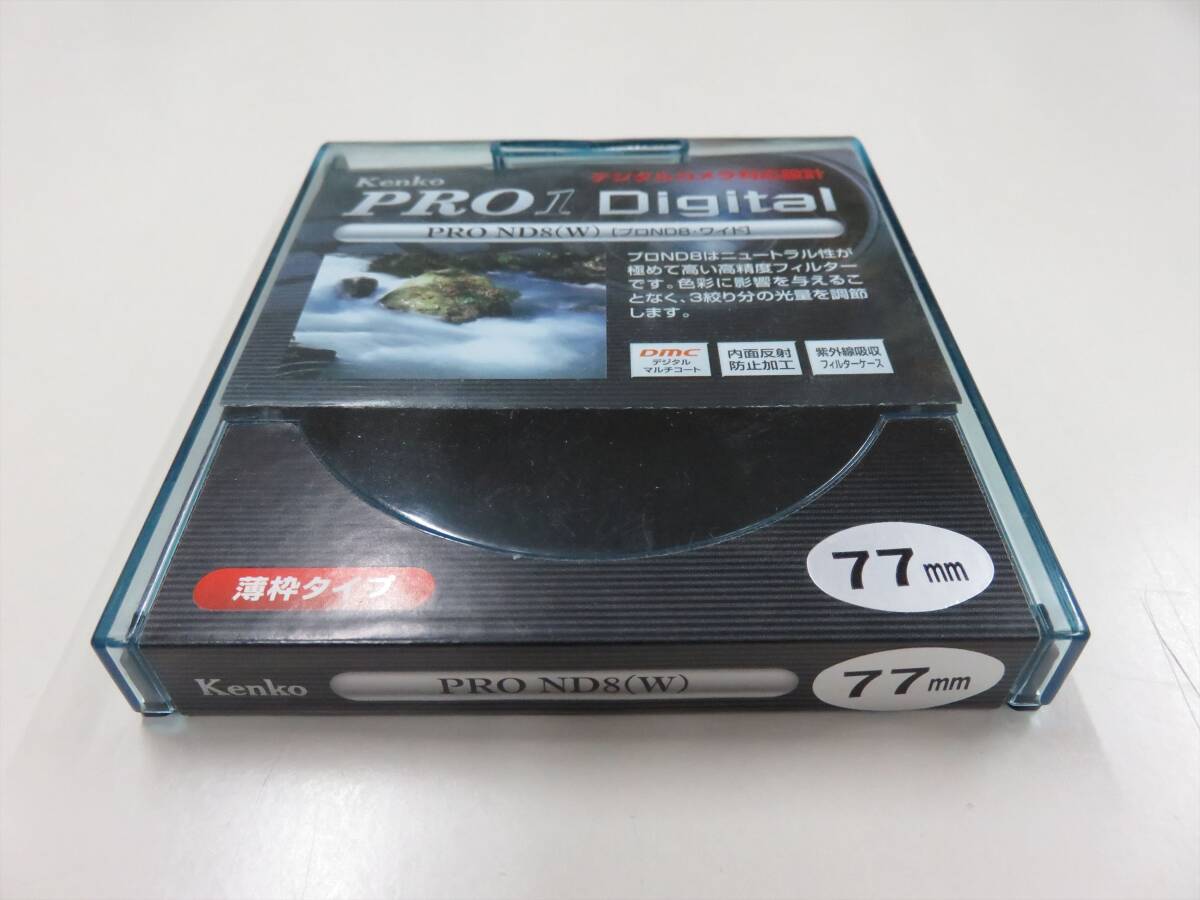 Kenko
デジタルカメラ対応設計
PRO1 Digital
PRO ND8(W) [プロND8・ワイド]
プロND8はニュートラル性が
極めて高い高精度フィルター
です。色彩に影響を与えるこ
となく、3絞り分の光量を調節
します。
DMC
デジタル
マルチコート
内面反射
防止加工
紫外線吸収
フィルターケース
薄枠タイプ
77mm
Kenko
PRO ND8(W)
77mm